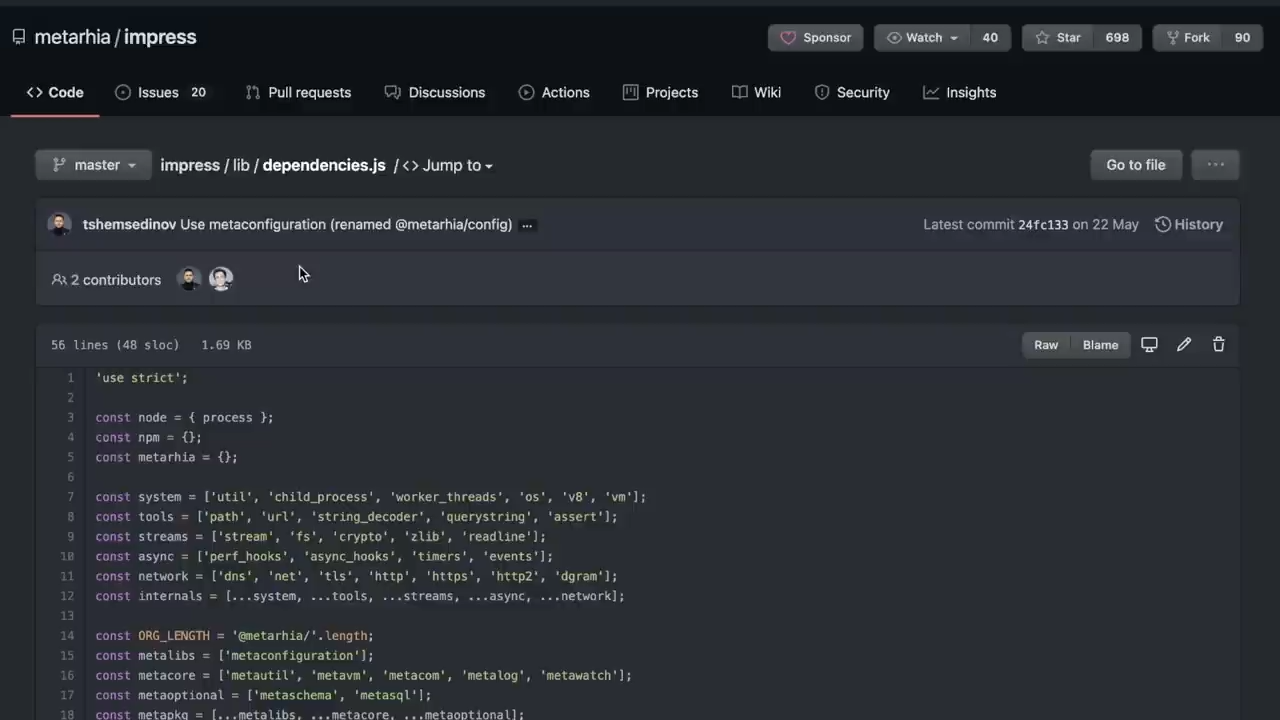 metarhia / impress Sponsor Watch 40 Star 698 Fork 90
Code Issues 20 Pull requests Discussions Actions Projects Wiki Security Insights
master impress / lib / dependencies.js / <> Jump to Go to file ...
tshemsedinov Use metaconfiguration (renamed @metarhia/config) ... Latest commit 24fc133 on 22 May History
2 contributors
56 lines (48 sloc) 1.69 KB Raw Blame
1 'use strict';
2
3 const node = { process };
4 const npm = {};
5 const metarhia = {};
6
7 const system = ['util', 'child_process', 'worker_threads', 'os', 'v8', 'vm'];
8 const tools = ['path', 'url', 'string_decoder', 'querystring', 'assert'];
9 const streams = ['stream', 'fs', 'crypto', 'zlib', 'readline'];
10 const async = ['perf_hooks', 'async_hooks', 'timers', 'events'];
11 const network = ['dns', 'net', 'tls', 'http', 'https', 'http2', 'dgram'];
12 const internals = [...system, ...tools, ...streams, ...async, ...network];
13
14 const ORG_LENGTH = '@metarhia/'.length;
15 const metalibs = ['metaconfiguration'];
16 const metacore = ['metautil', 'metavm', 'metacom', 'metalog', 'metawatch'];
17 const metaoptional = ['metaschema', 'metasql'];
18 const metapkg = [...metalibs, ...metacore, ...metaoptional];